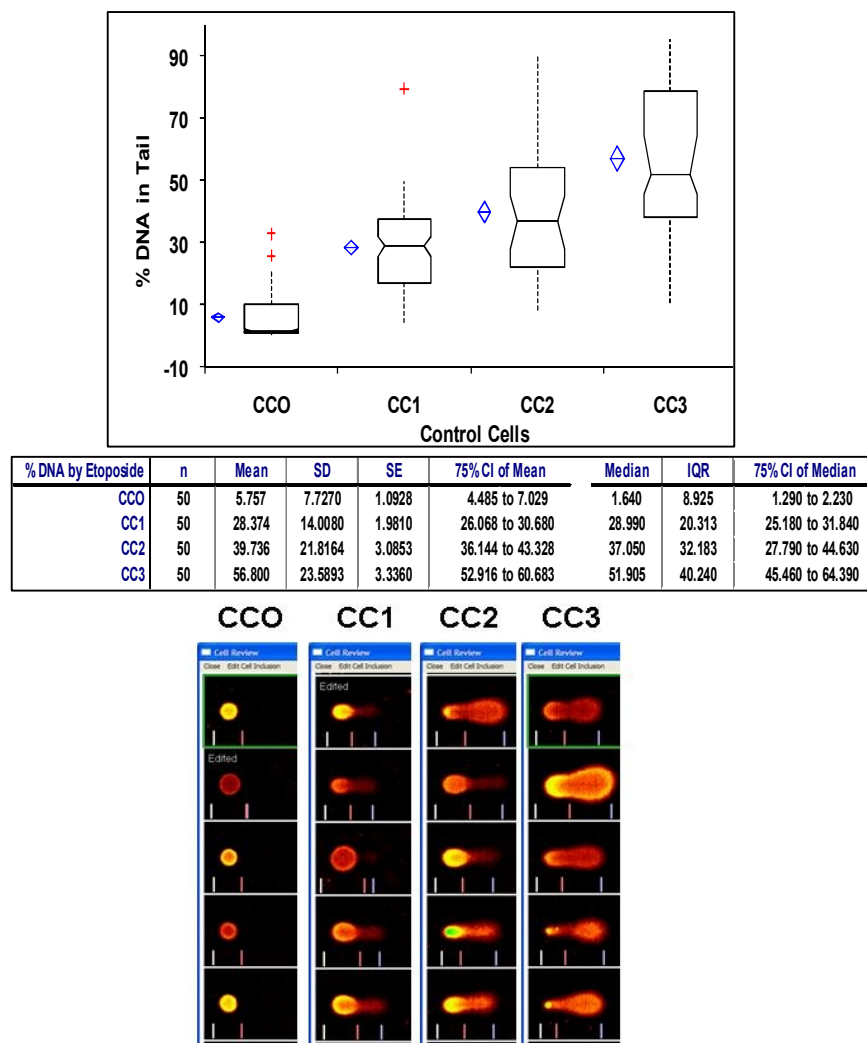 90
70
50
30
10
-10
% DNA in Tail
CCO CC1 CC2 CC3
Control Cells
% DNA by Etoposide n Mean SD SE 75% CI of Mean Median IQR 75% CI of Median
CCO 50 5.757 7.7270 1.0928 4.485 to 7.029 1.640 8.925 1.290 to 2.230
CC1 50 28.374 14.0080 1.9810 26.068 to 30.680 28.990 20.313 25.180 to 31.840
CC2 50 39.736 21.8164 3.0853 36.144 to 43.328 37.050 32.183 27.790 to 44.630
CC3 50 56.800 23.5893 3.3360 52.916 to 60.683 51.905 40.240 45.460 to 64.390
CCO CC1 CC2 CC3
Cell Review Cell Review Cell Review Cell Review
Close Edit Cell Inclusion Close Edit Cell Inclusion Close Edit Cell Inclusion Close Edit Cell Inclusion
Edited
Edited